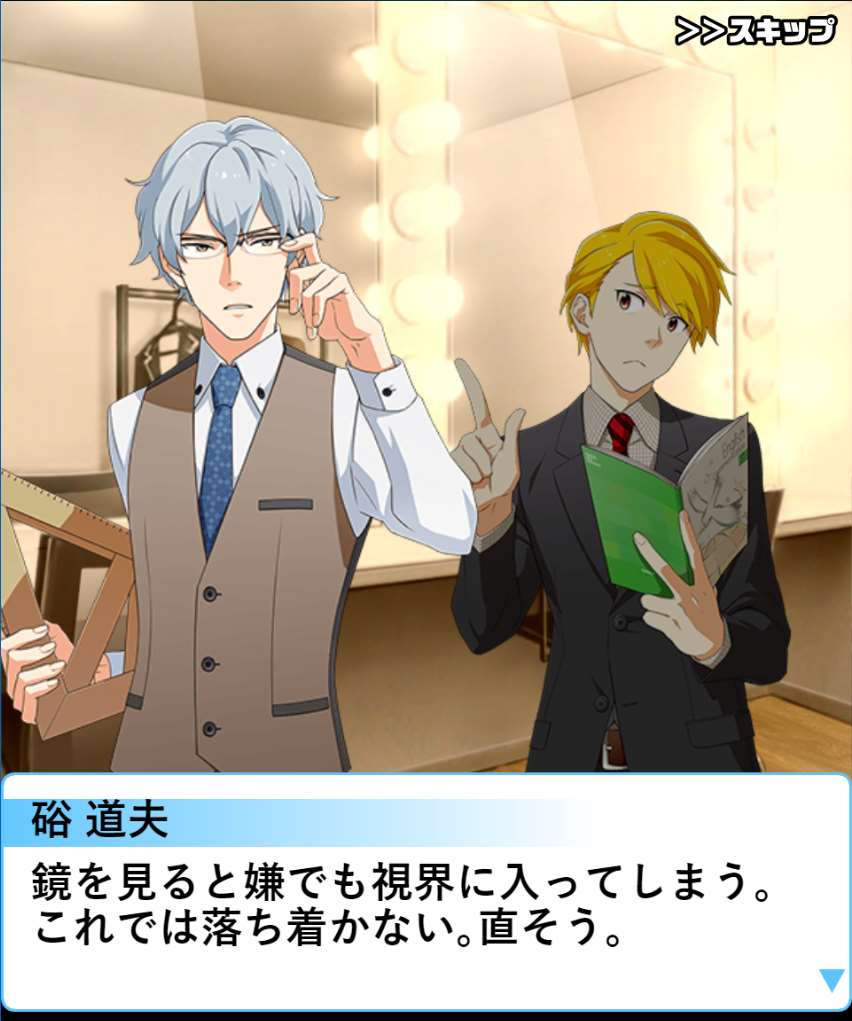 >>スキップ
English
硲 道夫
鏡を見ると嫌でも視界に入ってしまう。
これでは落ち着かない。直そう。